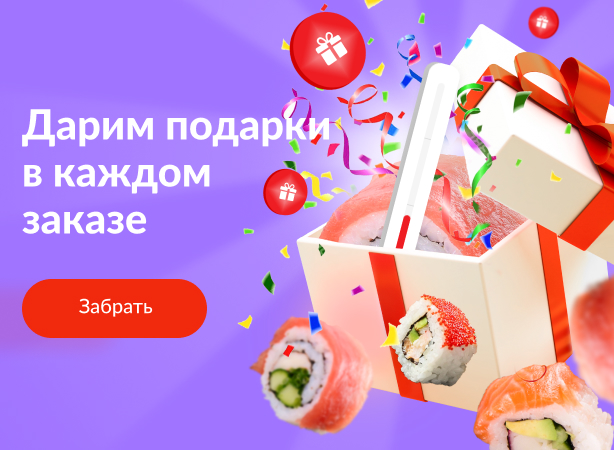 Дарим подарки
в каждом
заказе
Забрать